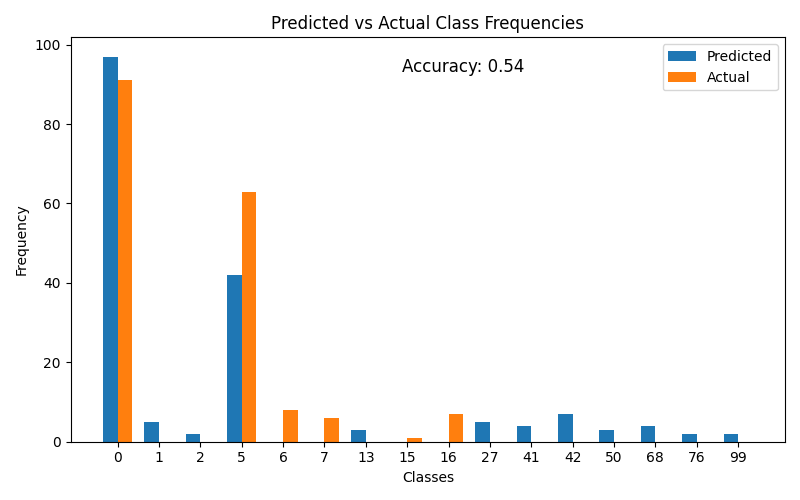 Predicted vs Actual Class Frequencies
Accuracy: 0.54
Predicted
Actual
Frequency
100
80
60
40
20
0
0 1 2 5 6 7 13 15 16 27 41 42 50 68 76 99
Classes